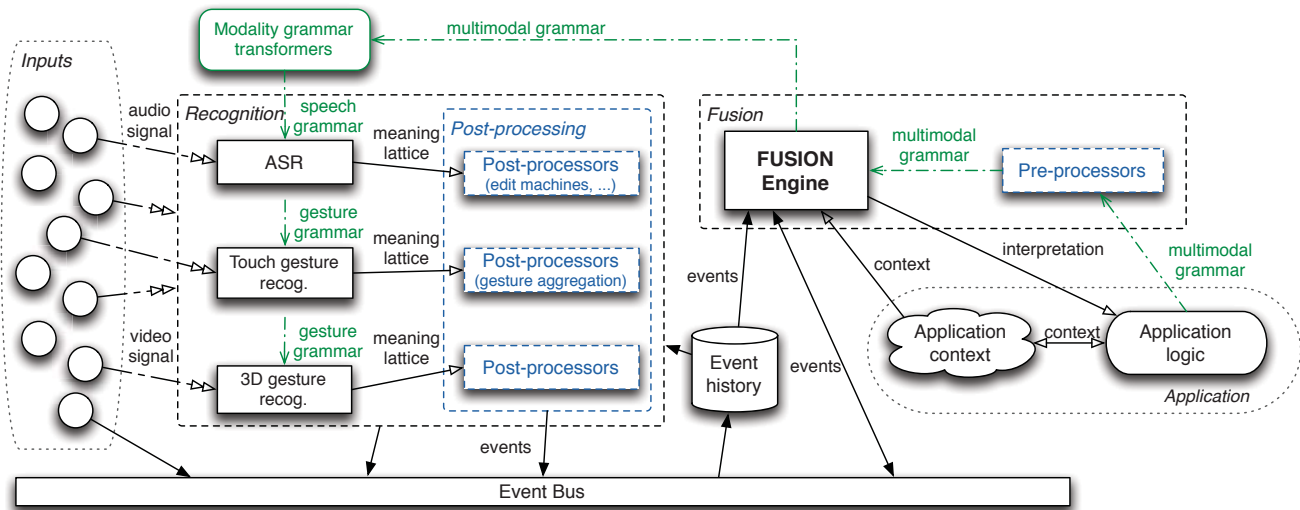 Modality grammar
transformers
multimodal grammar
Inputs
audio
signal
video
signal
Recognition
speech
grammar
ASR
meaning
lattice
gesture
grammar
Touch gesture
recog.
meaning
lattice
gesture
grammar
3D gesture
recog.
meaning
lattice
Post-processing
Post-processors
(edit machines, ...)
Post-processors
(gesture aggregation)
Post-processors
events
Event
history
events
events
Fusion
FUSION
Engine
multimodal
grammar
Pre-processors
interpretation
context
multimodal
grammar
Application
context
context
Application
logic
Application
Event Bus